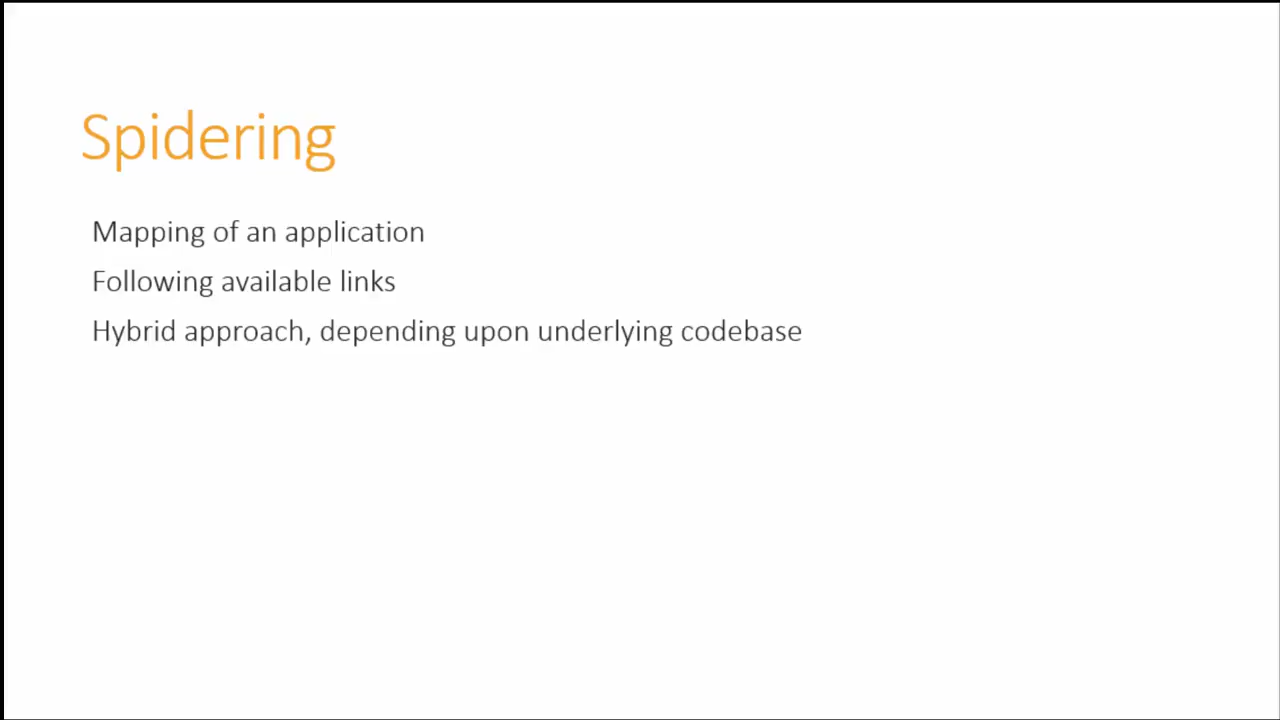 Spidering
Mapping of an application
Following available links
Hybrid approach, depending upon underlying codebase